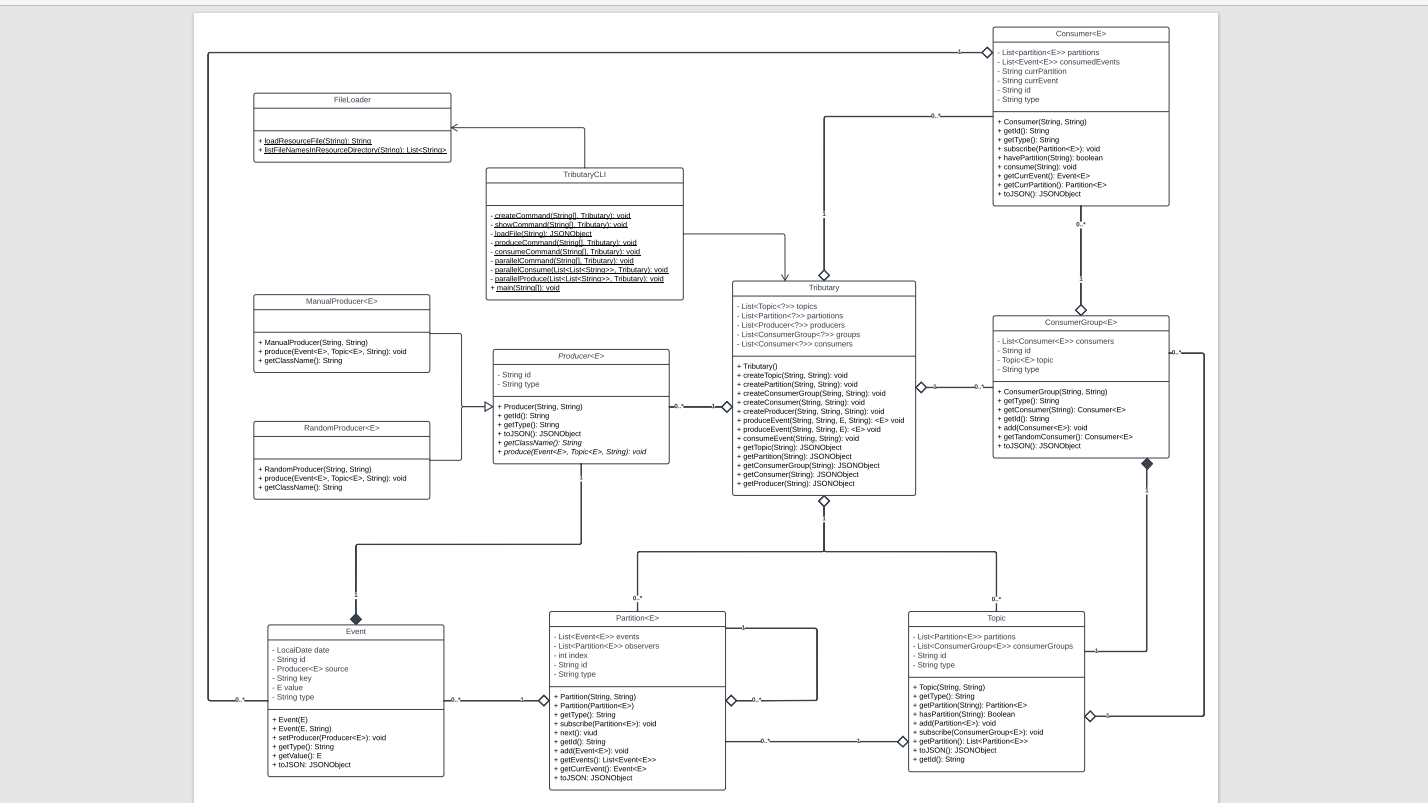 Consumer<E>
- List<partition<E>> partitions
- List<Event<E>> consumedEvents
- String currPartition
- String currEvent
- String id
- String type
+ Consumer(String, String)
+ getId(): String
+ getType(): String
+ subscribe(Partition<E>): void
+ havePartition(String): boolean
+ consume(String): void
+ getCurrEvent(): Event<E>
+ getCurrPartition(): Partition<E>
+ toJSON(): JSONObject
1
0..*
1
0..*
1
FileLoader
+ loadResourceFile(String): String
+ listFileNamesInResourceDirectory(String): List<String>
TributaryCLI
- createCommand(String[], Tributary): void
- showCommand(String[], Tributary): void
- loadFile(String): JSONObject
- produceCommand(String[], Tributary): void
- consumeCommand(String[], Tributary): void
- parallelCommand(String[], Tributary): void
- parallelConsume(List<List<String>>, Tributary): void
- parallelProduce(List<List<String>>, Tributary): void
+ main(String[]): void
Tributary
- List<Topic<?>> topics
- List<Partition<?>> partiotions
- List<Producer<?>> producers
- List<ConsumerGroup<?>> groups
- List<Consumer<?>> consumers
+ Tributary()
+ createTopic(String, String): void
+ createPartition(String, String): void
+ createConsumerGroup(String, String): void
+ createConsumer(String, String): void
+ createProducer(String, String, String): void
+ produceEvent(String, String, E, String): <E> void
+ produceEvent(String, String, E): <E> void
+ consumeEvent(String, String): void
+ getTopic(String): JSONObject
+ getPartition(String): JSONObject
+ getConsumerGroup(String): JSONObject
+ getConsumer(String): JSONObject
+ getProducer(String): JSONObject
ConsumerGroup<E>
- List<Consumer<E>> consumers
- String id
- Topic<E> topic
- String type
+ ConsumerGroup(String, String)
+ getType(): String
+ getConsumer(String): Consumer<E>
+ getId(): String
+ add(Consumer<E>): void
+ getTandomConsumer(): Consumer<E>
+ toJSON(): JSONObject
0..*
1
0..*
ManualProducer<E>
+ ManualProducer(String, String)
+ produce(Event<E>, Topic<E>, String): void
+ getClassName(): String
Producer<E>
- String id
- String type
+ Producer(String, String)
+ getId(): String
+ getType(): String
+ toJSON(): JSONObject
+ getClassName(): String
+ produce(Event<E>, Topic<E>, String): void
0..*
1
RandomProducer<E>
+ RandomProducer(String, String)
+ produce(Event<E>, Topic<E>, String): void
+ getClassName(): String
1
1
1
1
0..*
0..*
Event
- LocalDate date
- String id
- Producer<E> source
- String key
- E value
- String type
+ Event(E)
+ Event(E, String)
+ setProducer(Producer<E>): void
+ getType(): String
+ getValue(): E
+ toJSON: JSONObject
0..*
0..*
1
Partition<E>
- List<Event<E>> events
- List<Partition<E>> observers
- int index
- String id
- String type
+ Partition(String, String)
+ Partition(Partition<E>)
+ getType(): String
+ subscribe(Partition<E>): void
+ next(): viud
+ getId(): String
+ add(Event<E>): void
+ getEvents(): List<Event<E>>
+ getCurrEvent(): Event<E>
+ toJSON: JSONObject
1
0..*
0..*
1
Topic
- List<Partition<E>> partitions
- List<ConsumerGroup<E>> consumerGroups
- String id
- String type
+ Topic(String, String)
+ getType(): String
+ getPartition(String): Partition<E>
+ hasPartition(String): Boolean
+ add(Partition<E>): void
+ subscribe(ConsumerGroup<E>): void
+ getPartition(): List<Partition<E>>
+ toJSON(): JSONObject
+ getId(): String
1
1